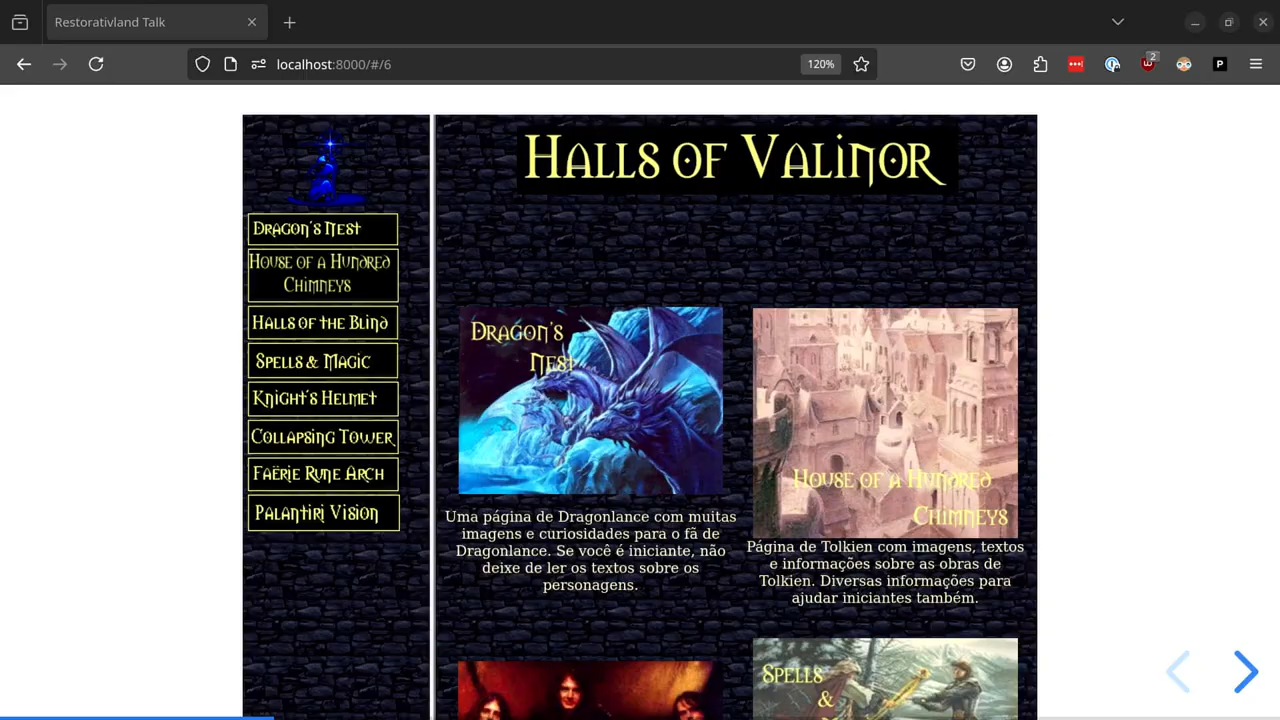 Restorativland Talk
localhost:8000/#/6
120%
2
P
HALLS OF VALINOR
DRAGON'S NEST
HOUSE OF A HUNDRED
CHIMNEYS
HALLS OF THE BLIND
SPELLS & MAGIC
KNIGHT'S HELMET
COLLAPSING TOWER
FAËRIE RUNE ARCH
PALANTIRI VISION
DRAGON'S
NEST
Uma página de Dragonlance com muitas
imagens e curiosidades para o fã de
Dragonlance. Se você é iniciante, não
deixe de ler os textos sobre os
personagens.
HOUSE OF A HUNDRED
CHIMNEYS
Página de Tolkien com imagens, textos
e informações sobre as obras de
Tolkien. Diversas informações para
ajudar iniciantes também.
SPELLS
&